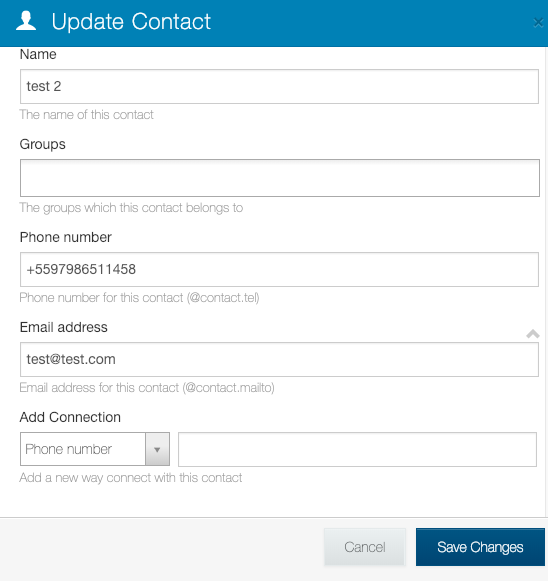 Update Contact
×
Name
test 2
The name of this contact
Groups
The groups which this contact belongs to
Phone number
+5597986511458
Phone number for this contact (@contact.tel)
Email address
test@test.com
Email address for this contact (@contact.mailto)
Add Connection
Phone number
Add a new way connect with this contact
Cancel
Save Changes